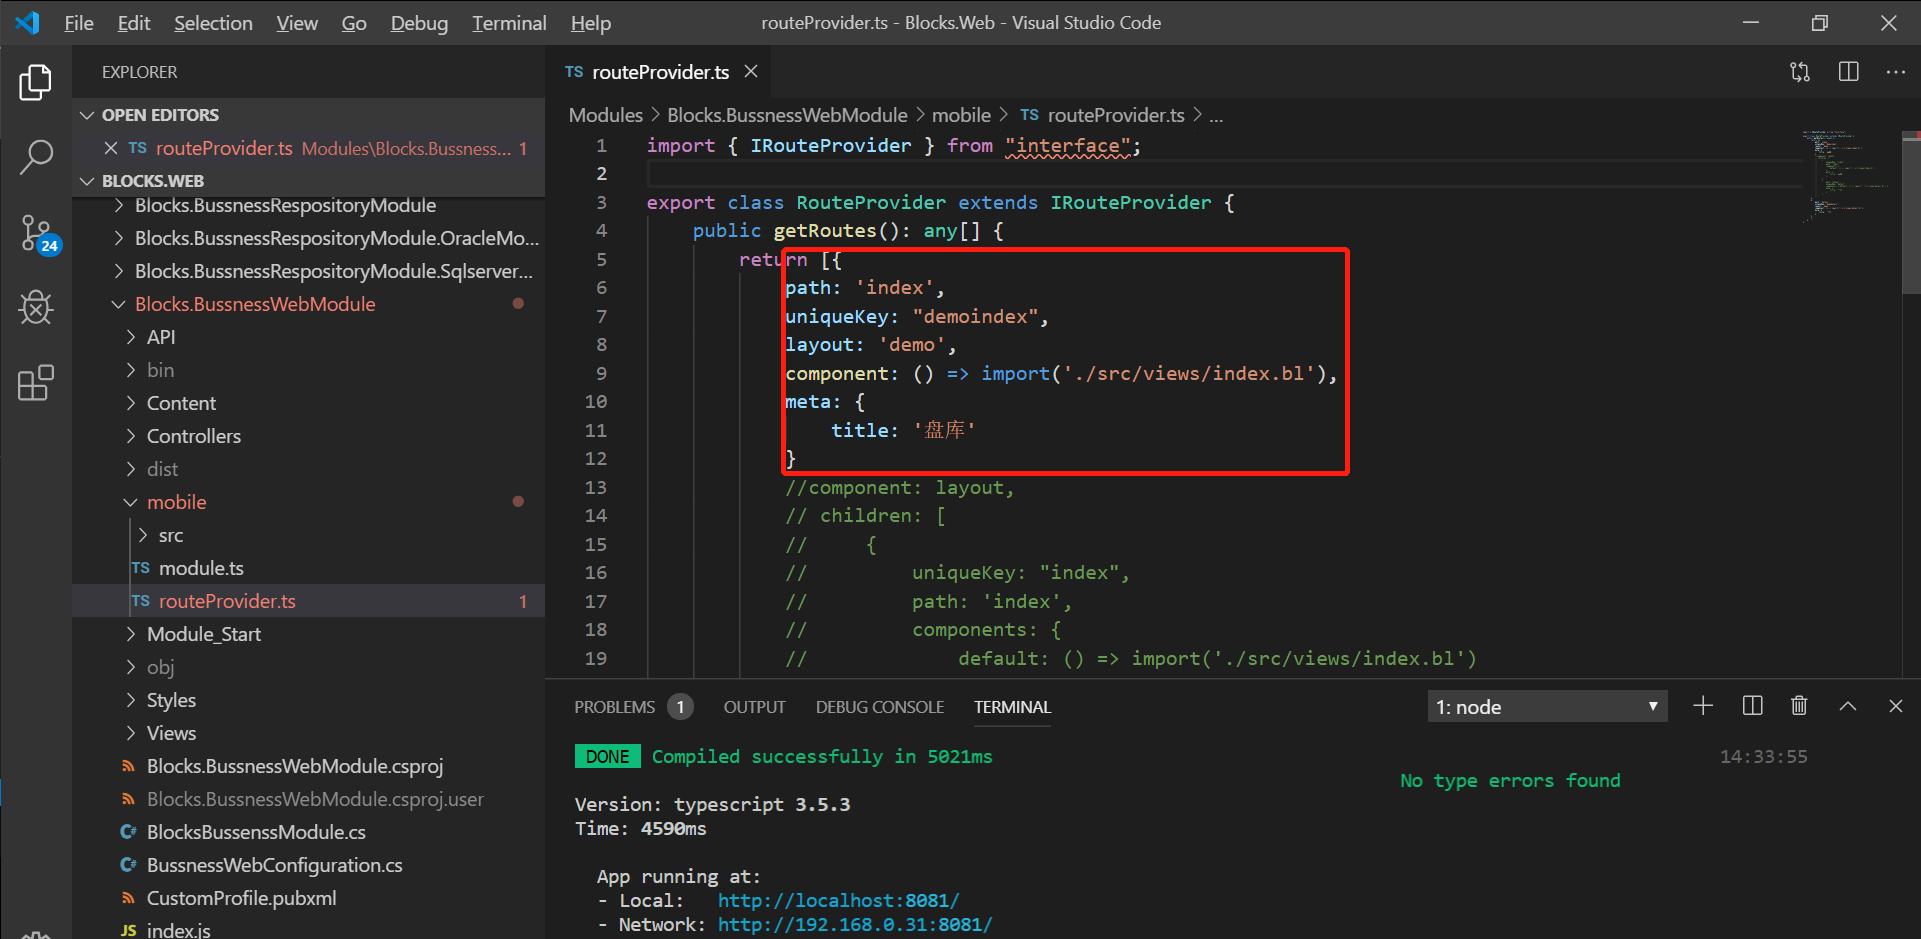 File Edit Selection View Go Debug Terminal Help
routeProvider.ts - Blocks.Web - Visual Studio Code
EXPLORER
OPEN EDITORS
TS routeProvider.ts Modules\Blocks.Bussness... 1
BLOCKS.WEB
Blocks.BussnessRespositoryModule
Blocks.BussnessRespositoryModule.OracleMo...
Blocks.BussnessRespositoryModule.Sqlserver...
Blocks.BussnessWebModule
API
bin
Content
Controllers
dist
mobile
src
TS module.ts
TS routeProvider.ts 1
Module_Start
obj
Styles
Views
Blocks.BussnessWebModule.csproj
Blocks.BussnessWebModule.csproj.user
C# BlocksBussenssModule.cs
C# BussnessWebConfiguration.cs
CustomProfile.pubxml
JS index.js
24
TS routeProvider.ts
Modules > Blocks.BussnessWebModule > mobile > TS routeProvider.ts > ...
1 import { IRouteProvider } from "interface";
2
3 export class RouteProvider extends IRouteProvider {
4 public getRoutes(): any[] {
5 return [{
6 path: 'index',
7 uniqueKey: "demoindex",
8 layout: 'demo',
9 component: () => import('./src/views/index.bl'),
10 meta: {
11 title: '盘库'
12 }
13 //component: layout,
14 // children: [
15 // {
16 // uniqueKey: "index",
17 // path: 'index',
18 // components: {
19 // default: () => import('./src/views/index.bl')
PROBLEMS 1 OUTPUT DEBUG CONSOLE TERMINAL 1: node
DONE Compiled successfully in 5021ms 14:33:55
No type errors found
Version: typescript 3.5.3
Time: 4590ms
App running at:
- Local: http://localhost:8081/
- Network: http://192.168.0.31:8081/